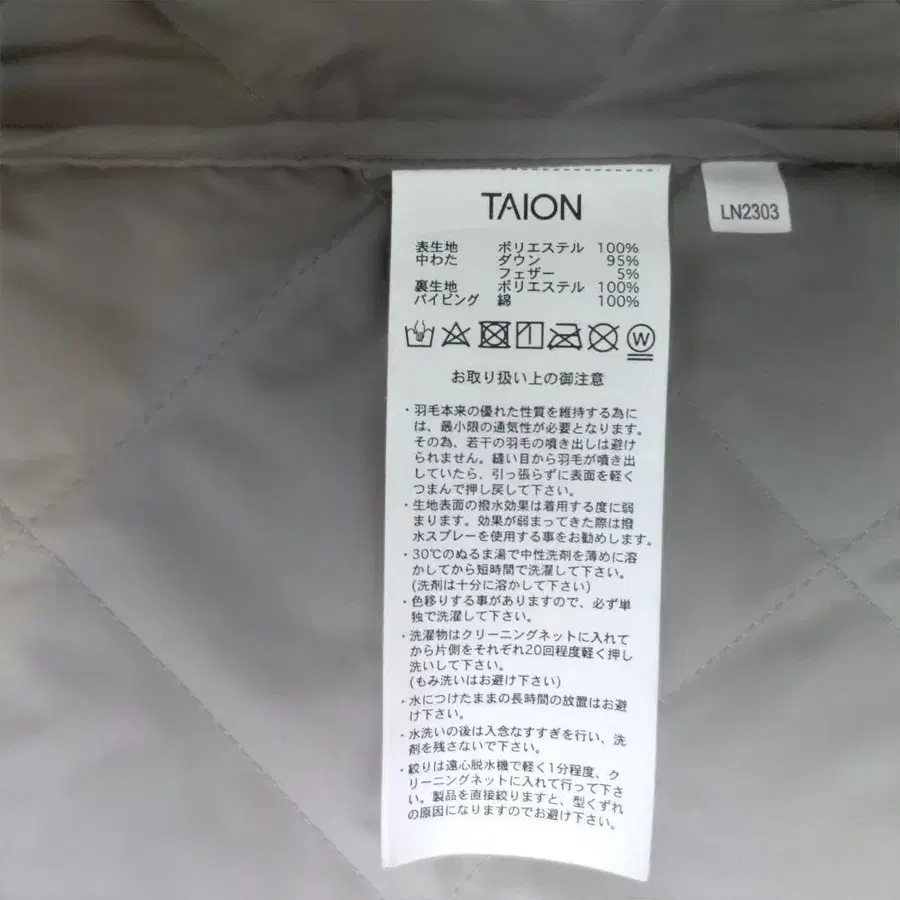 TAION
LN2303
表生地 ポリエステル 100%
中わた ダウン 95%
フェザー 5%
裏生地 ポリエステル 100%
パイピング 綿 100%
W
お取り扱い上の御注意
・羽毛本来の優れた性質を維持する為に
は、最小限の通気性が必要となります。
その為、若干の羽毛の噴き出しは避け
られません。縫い目から羽毛が噴き出
していたら、引っ張らずに表面を軽く
つまんで押し戻して下さい。
・生地表面の撥水効果は着用する度に弱
まります。効果が弱まってきた際は撥
水スプレーを使用する事をお勧めします。
・30℃のぬるま湯で中性洗剤を薄めに溶
かしてから短時間で洗濯して下さい。
(洗剤は十分に溶かして下さい)
・色移りする事がありますので、必ず単
独で洗濯して下さい。
・洗濯物はクリーニングネットに入れて
から片側をそれぞれ20回程度軽く押し
洗いして下さい。
(もみ洗いはお避け下さい)
・水につけたままの長時間の放置はお避
け下さい。
・水洗いの後は入念なすすぎを行い、洗
剤を残さないで下さい。
・絞りは遠心脱水機で軽く1分程度、ク
リーニングネットに入れて行って下さ
い。製品を直接絞りますと、型くずれ
の原因になりますのでお避け下さい。